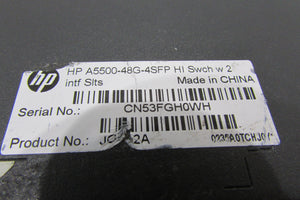 hp
HP A5500-48G-4SFP HI Swch w 2
intf Slts
Made in CHINA
Serial No.:
CN53FGH0WH
Product No.: